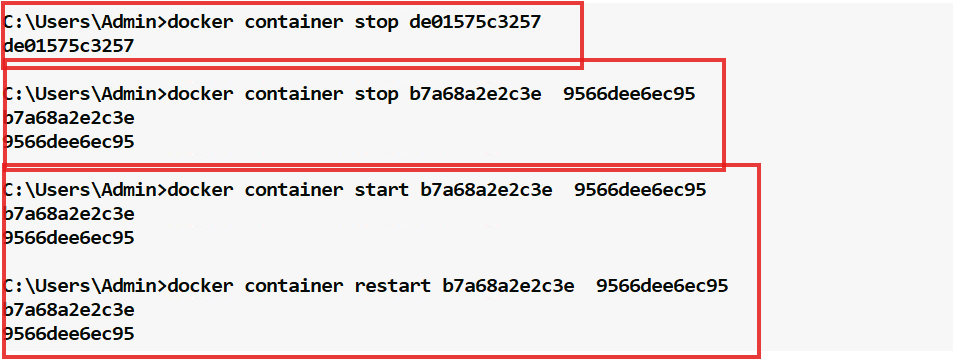 C:\Users\Admin>docker container stop de01575c3257
de01575c3257
C:\Users\Admin>docker container stop b7a68a2e2c3e  9566dee6ec95
b7a68a2e2c3e
9566dee6ec95
C:\Users\Admin>docker container start b7a68a2e2c3e  9566dee6ec95
b7a68a2e2c3e
9566dee6ec95
C:\Users\Admin>docker container restart b7a68a2e2c3e  9566dee6ec95
b7a68a2e2c3e
9566dee6ec95